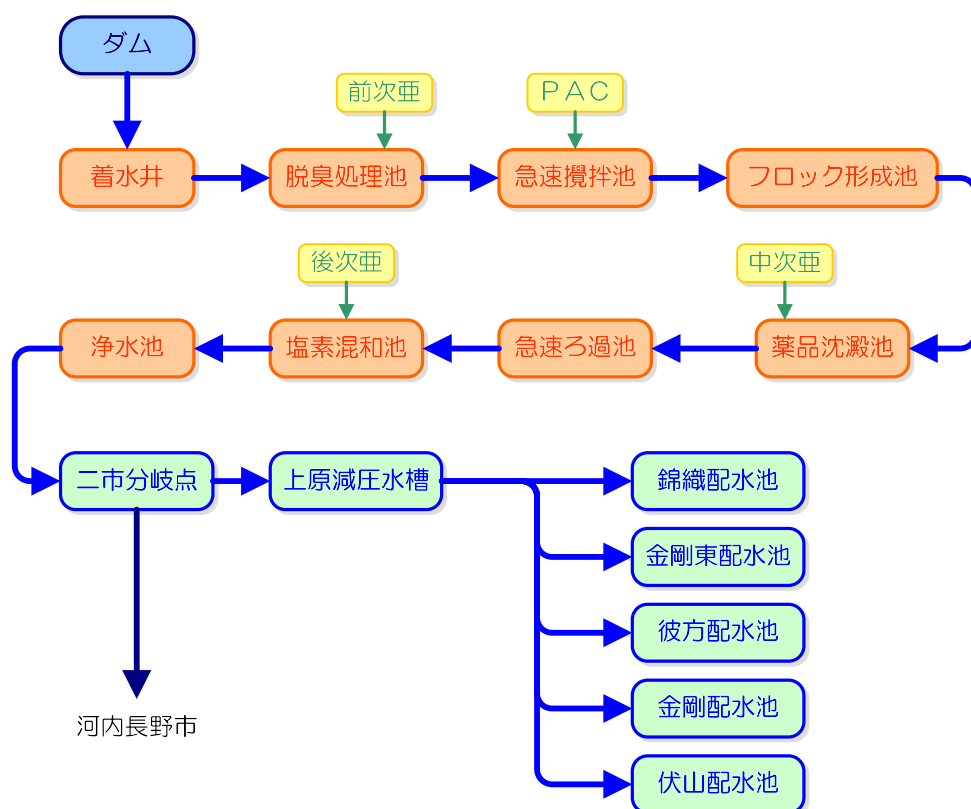 ダム
前次亜
ＰＡＣ
着水井
脱臭処理池
急速攪拌池
フロック形成池
後次亜
中次亜
浄水池
塩素混和池
急速ろ過池
薬品沈澱池
二市分岐点
上原減圧水槽
錦織配水池
金剛東配水池
彼方配水池
金剛配水池
河内長野市
伏山配水池